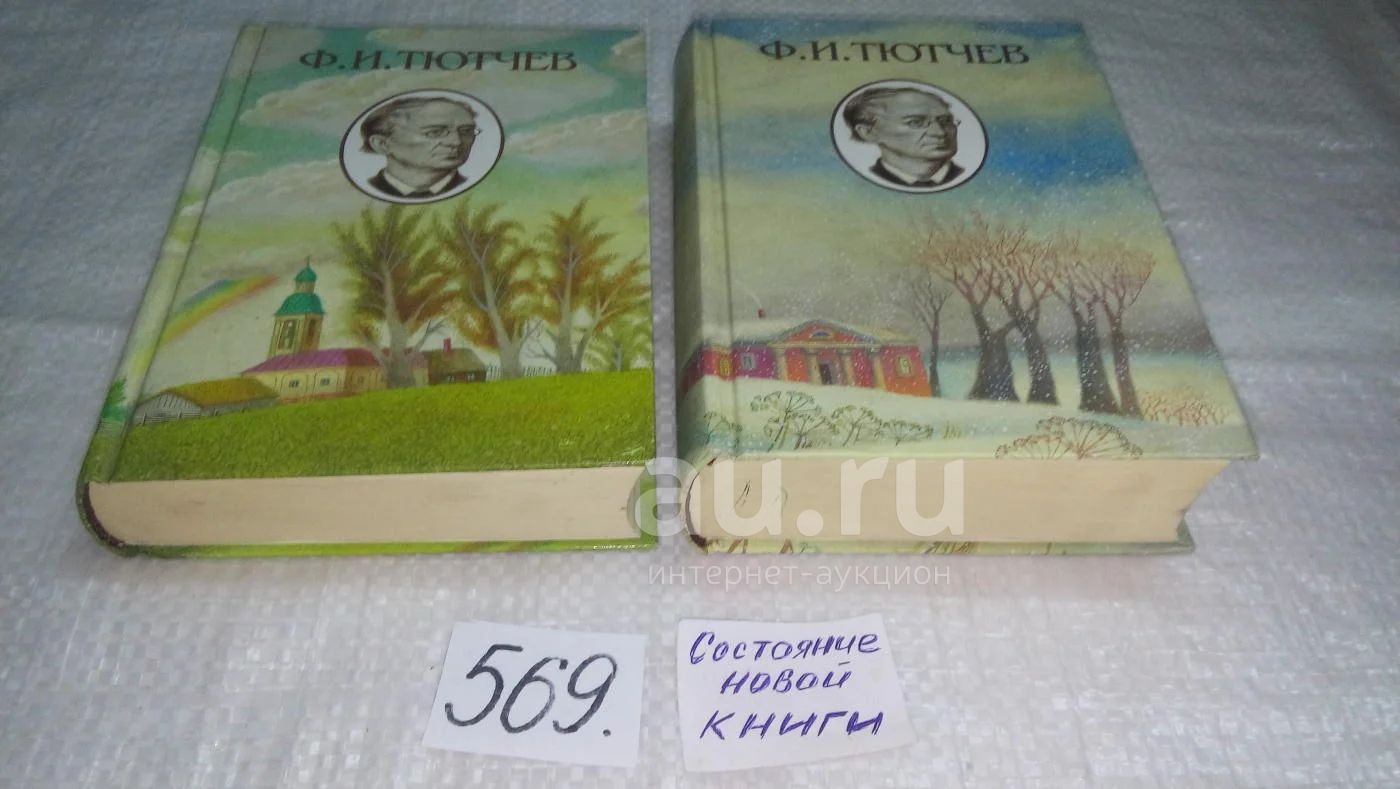 Ф.И.ТЮТЧЕВ
Ф.И.ТЮТЧЕВ
au.ru
интернет-аукцион
569.
Состояние
новой
книги